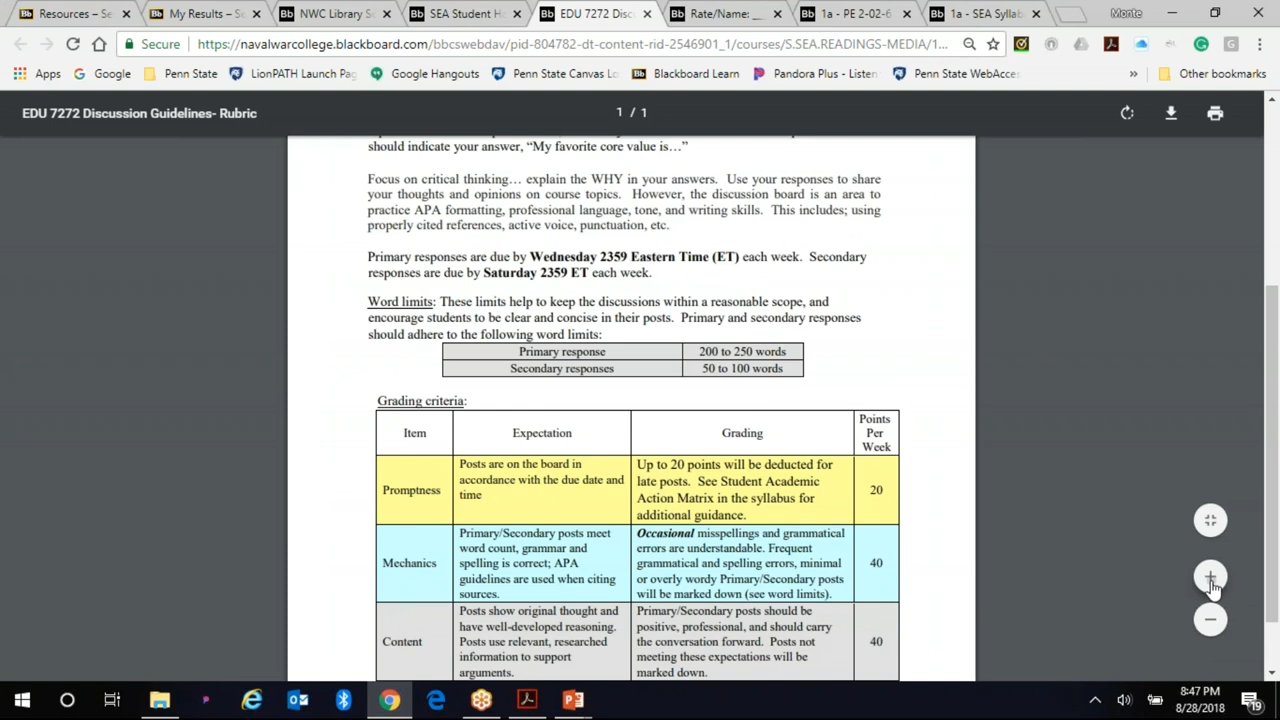 Resources – Se
My Results – S
NWC Library S
SEA Student H
EDU 7272 Disc
Rate/Name: __
1a - PE 2-02-6
1a - SEA Syllab
Monte
Secure
https://navalwarcollege.blackboard.com/bbcswebdav/pid-804782-dt-content-rid-2546901_1/courses/S.SEA.READINGS-MEDIA/1...
Apps
Google
Penn State
LionPATH Launch Pag
Google Hangouts
Penn State Canvas Lo
Blackboard Learn
Pandora Plus - Listen
Penn State WebAcces
»
Other bookmarks
EDU 7272 Discussion Guidelines- Rubric
1 / 1
should indicate your answer, “My favorite core value is…”
Focus on critical thinking… explain the WHY in your answers. Use your responses to share
your thoughts and opinions on course topics. However, the discussion board is an area to
practice APA formatting, professional language, tone, and writing skills. This includes; using
properly cited references, active voice, punctuation, etc.
Primary responses are due by Wednesday 2359 Eastern Time (ET) each week. Secondary
responses are due by Saturday 2359 ET each week.
Word limits: These limits help to keep the discussions within a reasonable scope, and
encourage students to be clear and concise in their posts. Primary and secondary responses
should adhere to the following word limits:
Primary response 200 to 250 words
Secondary responses 50 to 100 words
Grading criteria:
Item
Expectation
Grading
Points
Per
Week
Promptness
Posts are on the board in
accordance with the due date and
time
Up to 20 points will be deducted for
late posts. See Student Academic
Action Matrix in the syllabus for
additional guidance.
20
Mechanics
Primary/Secondary posts meet
word count, grammar and
spelling is correct; APA
guidelines are used when citing
sources.
Occasional misspellings and grammatical
errors are understandable. Frequent
grammatical and spelling errors, minimal
or overly wordy Primary/Secondary posts
will be marked down (see word limits).
40
Content
Posts show original thought and
have well-developed reasoning.
Posts use relevant, researched
information to support
arguments.
Primary/Secondary posts should be
positive, professional, and should carry
the conversation forward. Posts not
meeting these expectations will be
marked down.
40
8:47 PM
8/28/2018
19